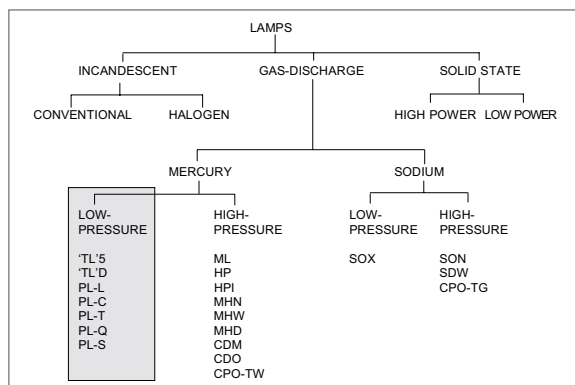 LAMPS
INCANDESCENT GAS-DISCHARGE SOLID STATE
CONVENTIONAL HALOGEN HIGH POWER LOW POWER
MERCURY SODIUM
LOW-
PRESSURE
‘TL’5
‘TL’D
PL-L
PL-C
PL-T
PL-Q
PL-S
HIGH-
PRESSURE
ML
HP
HPI
MHN
MHW
MHD
CDM
CDO
CPO-TW
LOW-
PRESSURE
SOX
HIGH-
PRESSURE
SON
SDW
CPO-TG